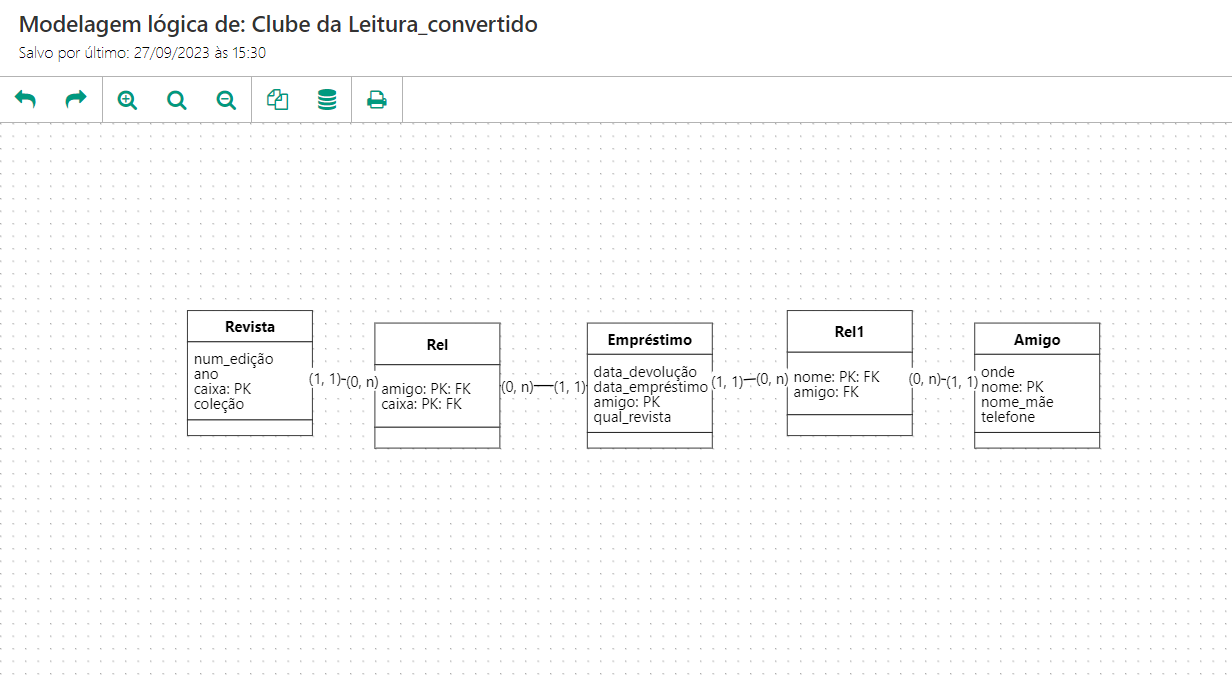 Modelagem lógica de: Clube da Leitura_convertido
Salvo por último: 27/09/2023 às 15:30
Revista
num_edição
ano
caixa: PK
coleção
(1, 1)
(0, n)
Rel
amigo: PK: FK
caixa: PK: FK
(0, n)
(1, 1)
Empréstimo
data_devolução
data_empréstimo
amigo: PK
qual_revista
(1, 1)
(0, n)
Rel1
nome: PK: FK
amigo: FK
(0, n)
(1, 1)
Amigo
onde
nome: PK
nome_mãe
telefone